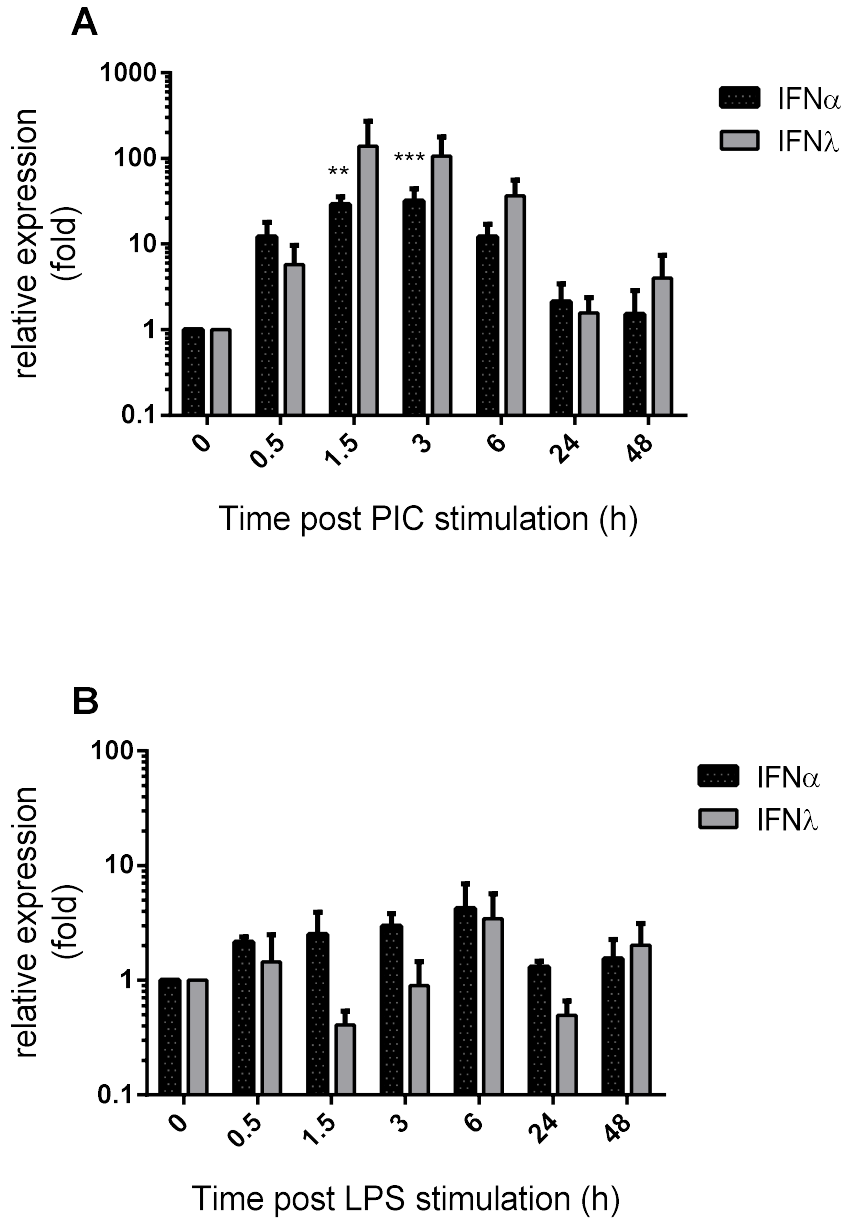 A
1000
100
10
1
0.1
relative expression
(fold)
** ***
IFNα
IFNλ
0 0.5 1.5 3 6 24 48
Time post PIC stimulation (h)
B
100
10
1
0.1
relative expression
(fold)
IFNα
IFNλ
0 0.5 1.5 3 6 24 48
Time post LPS stimulation (h)